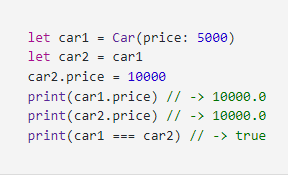 let car1 = Car(price: 5000)
let car2 = car1
car2.price = 10000
print(car1.price) // -> 10000.0
print(car2.price) // -> 10000.0
print(car1 === car2) // -> true